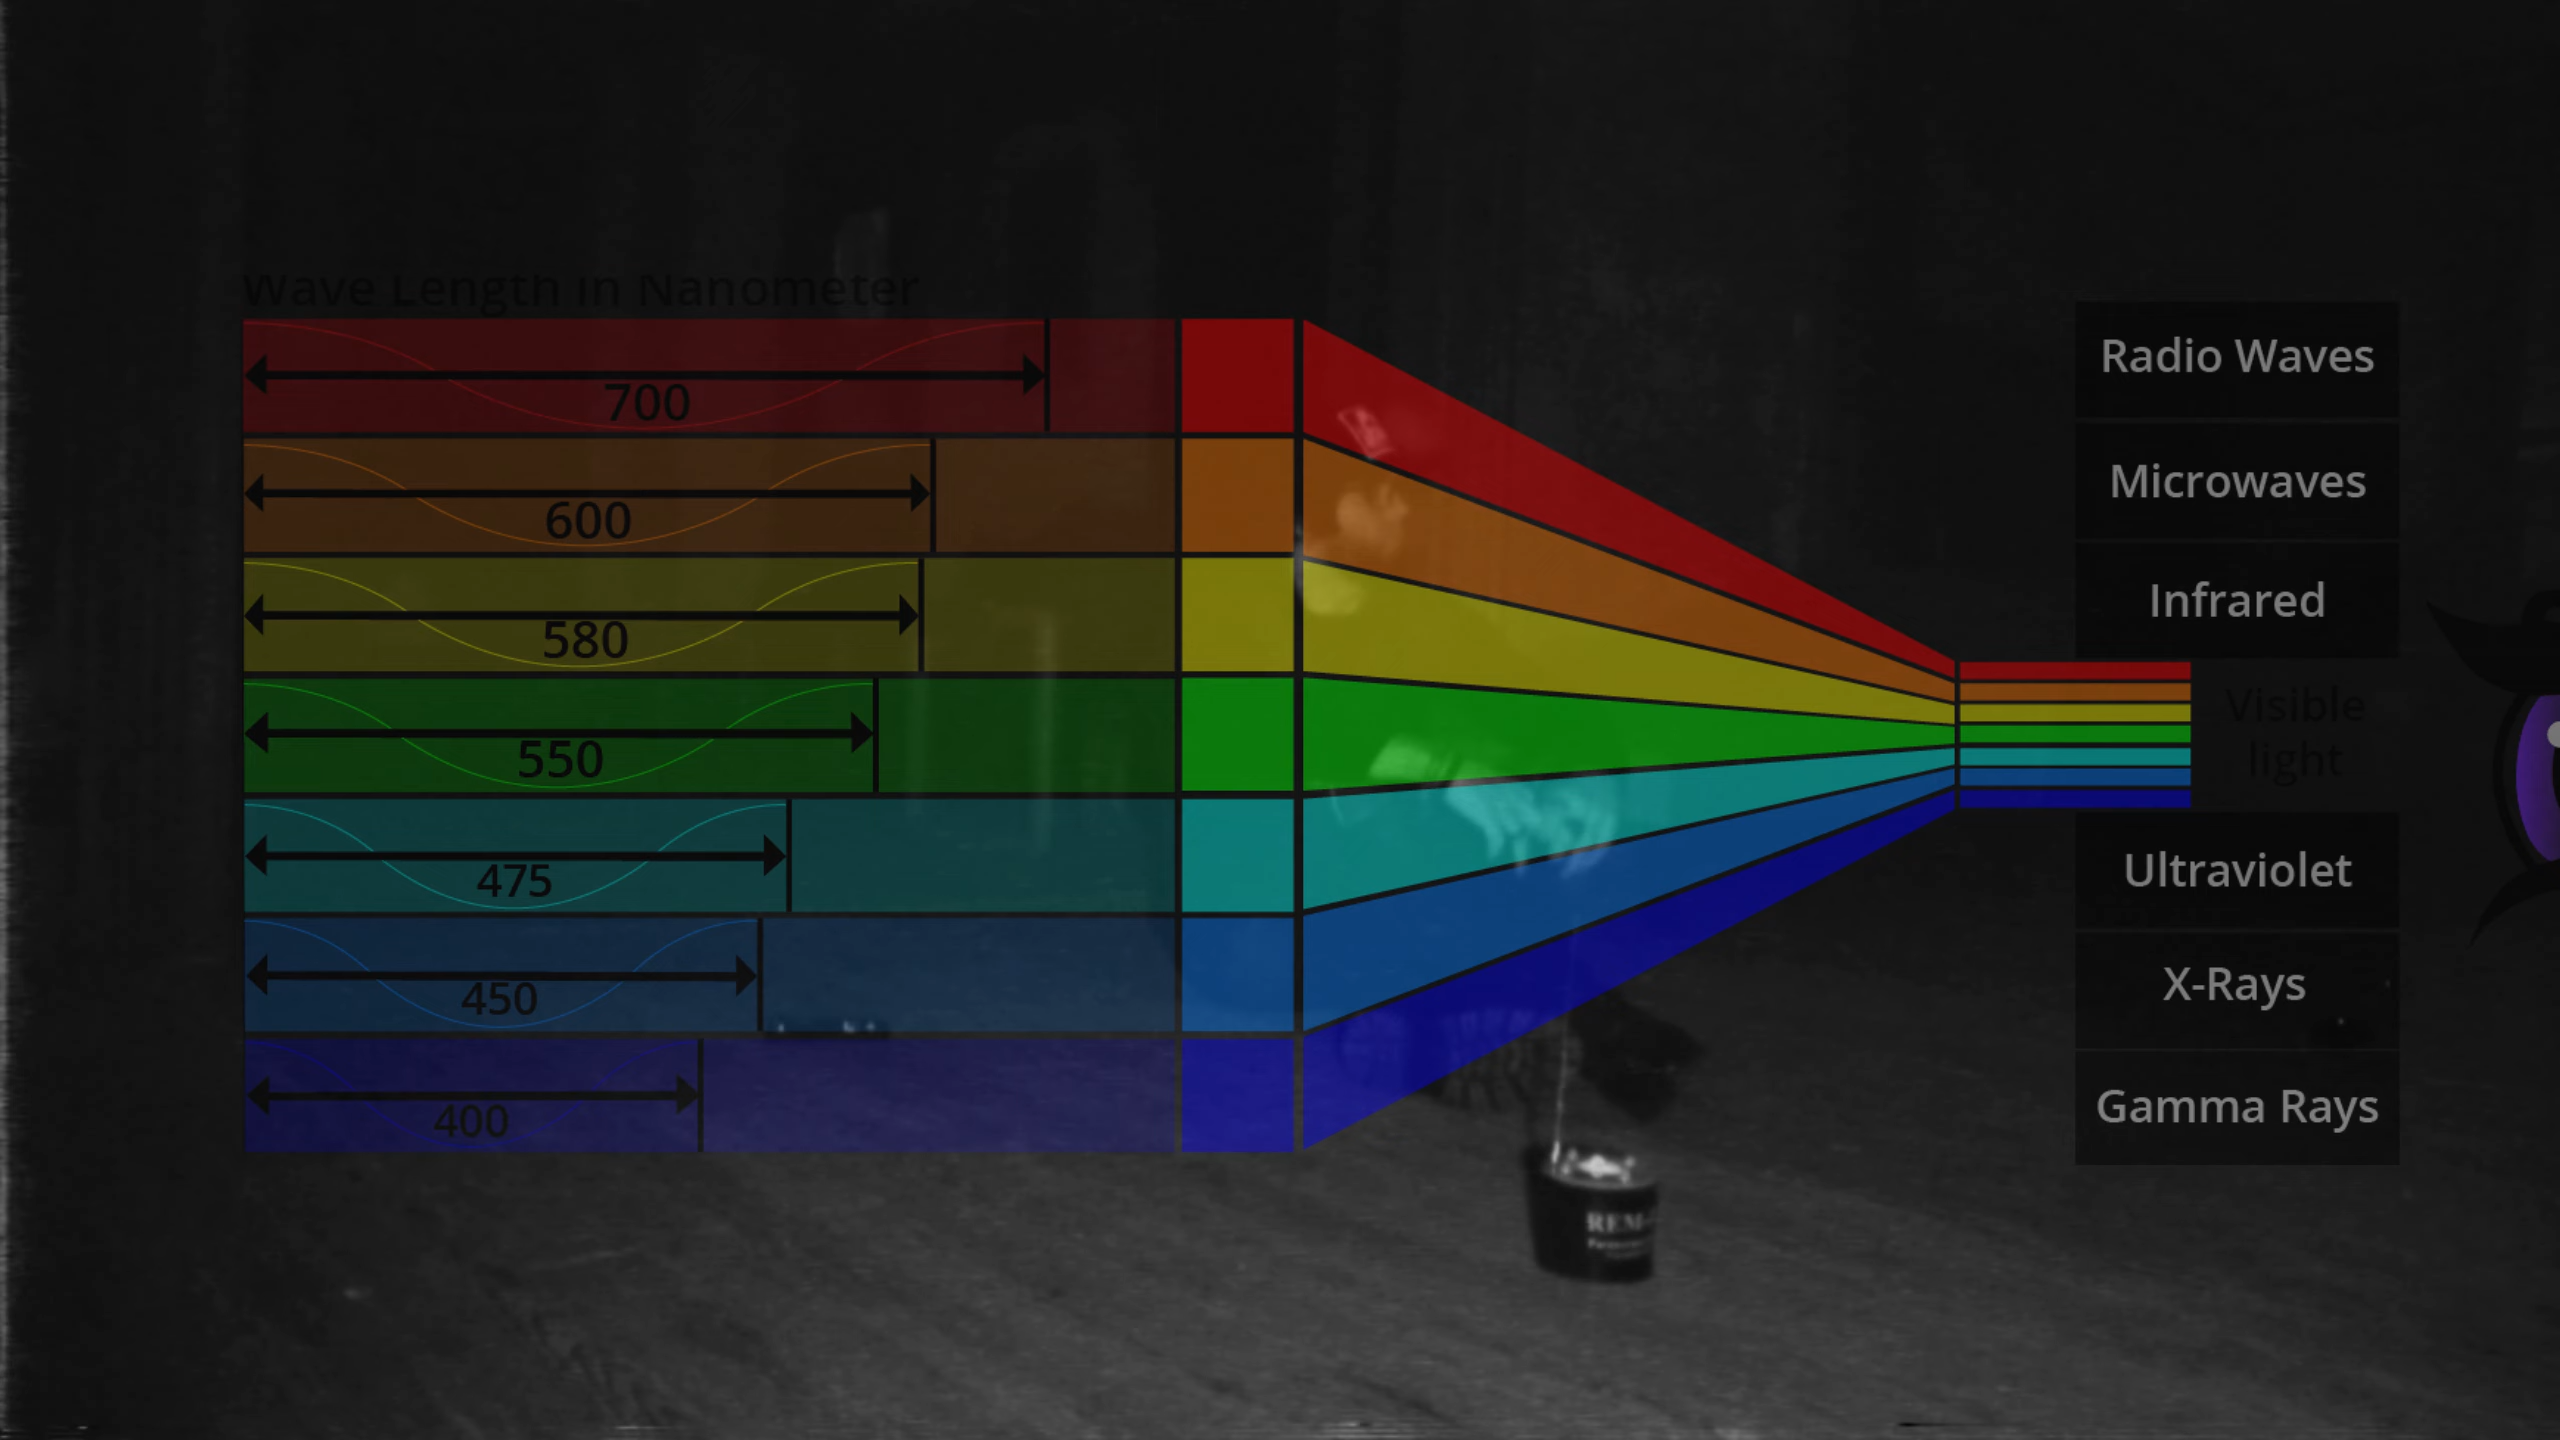 Wave Length in Nanometer
700
600
580
550
475
450
400
Radio Waves
Microwaves
Infrared
Visible
light
Ultraviolet
X-Rays
Gamma Rays